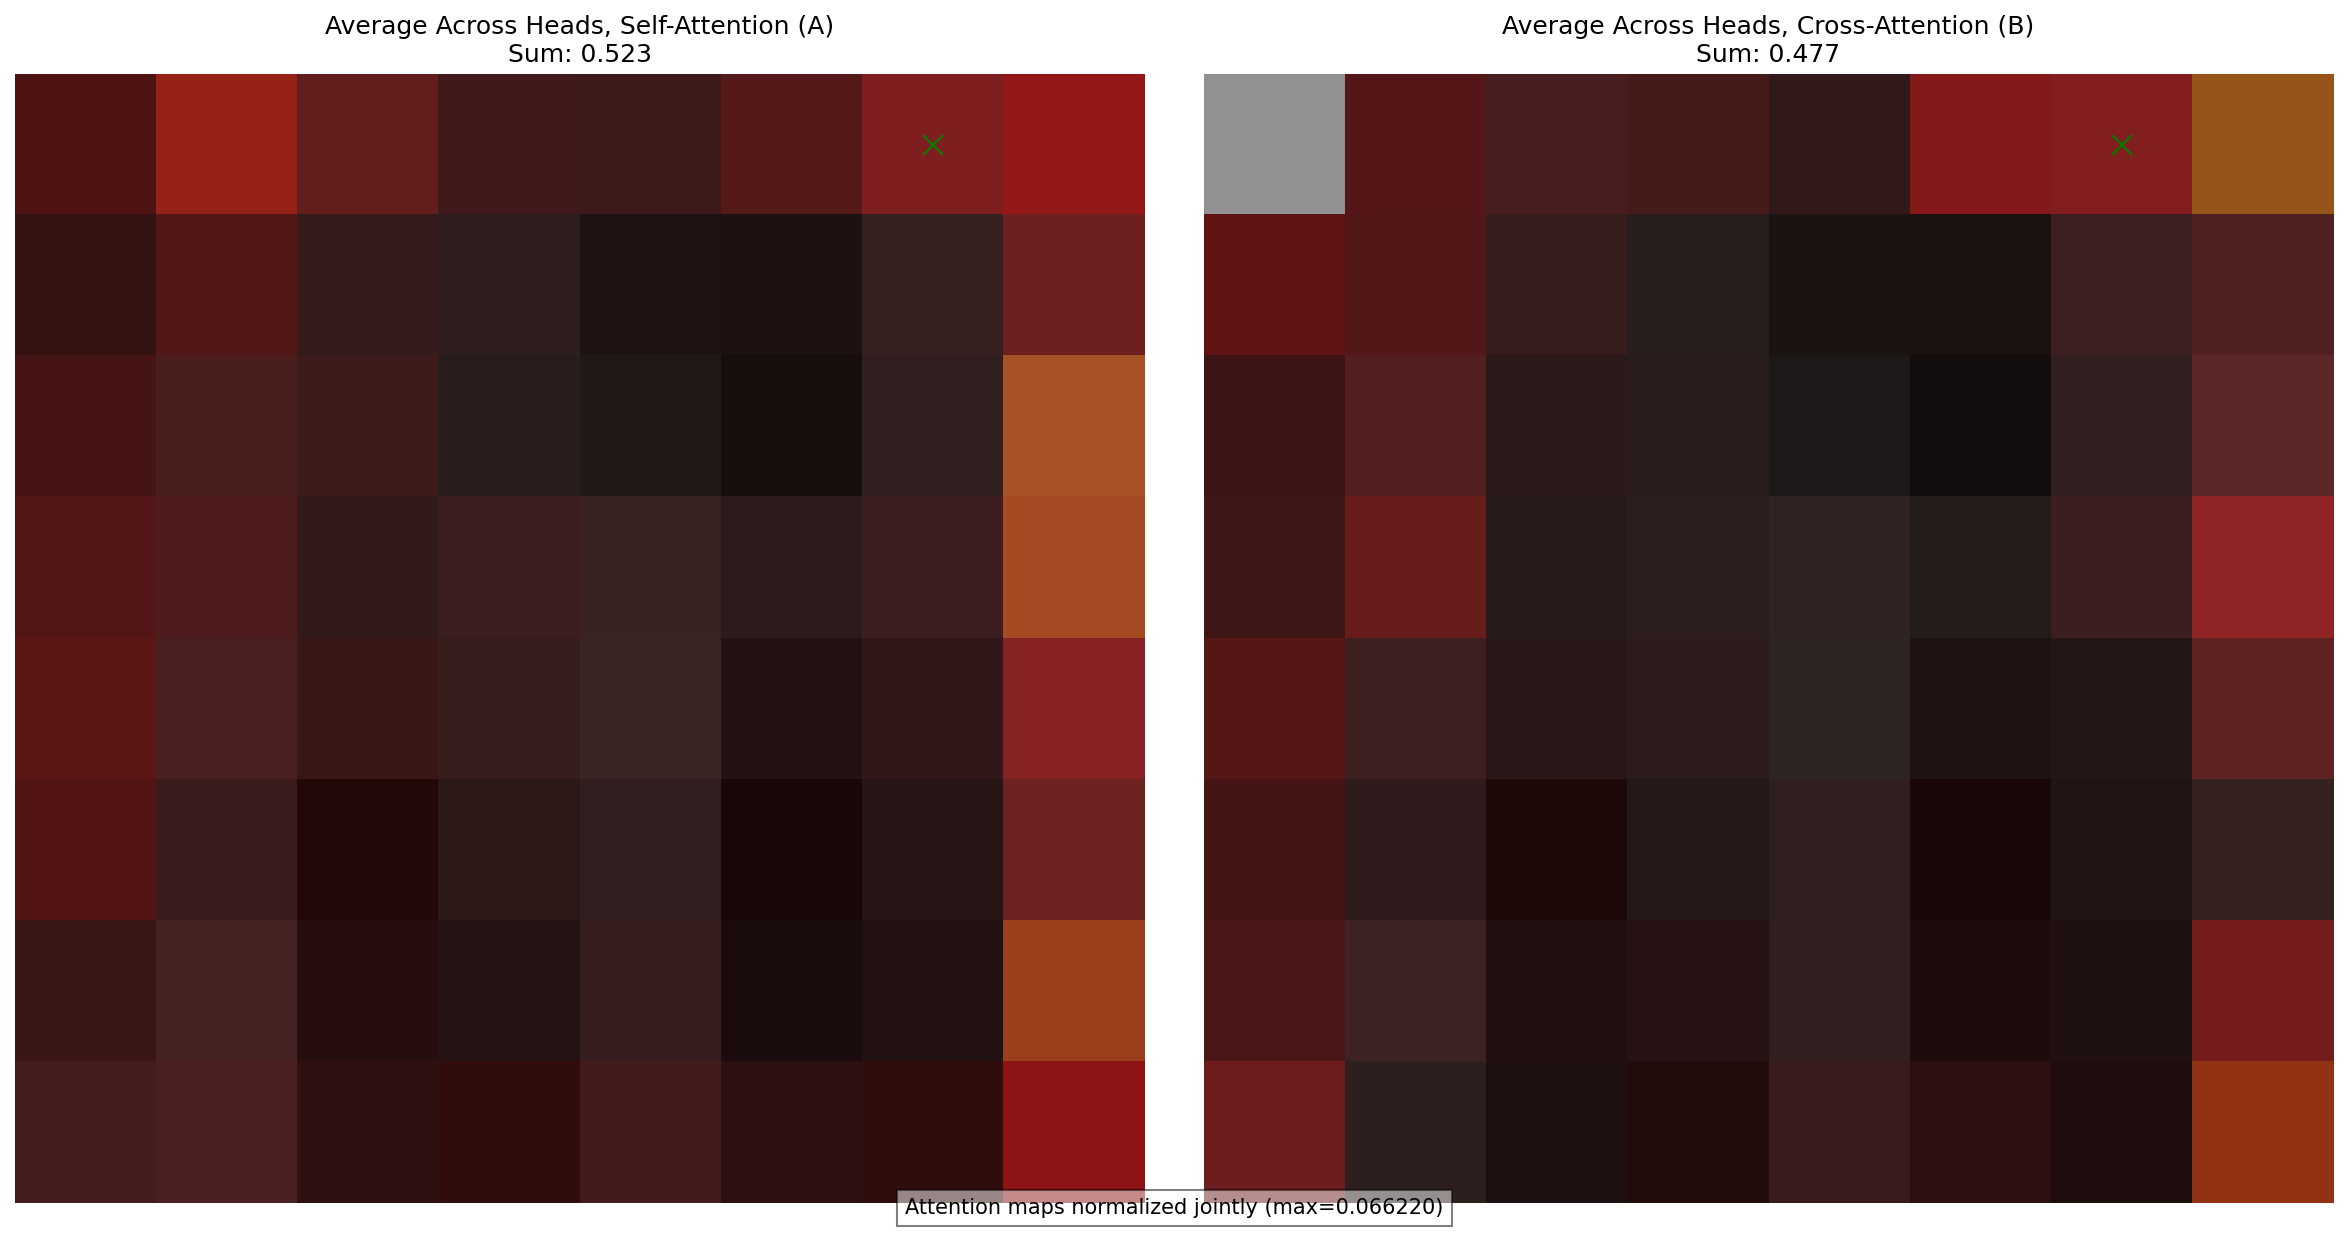 Average Across Heads, Self-Attention (A)
Sum: 0.523
Average Across Heads, Cross-Attention (B)
Sum: 0.477
Attention maps normalized jointly (max=0.066220)